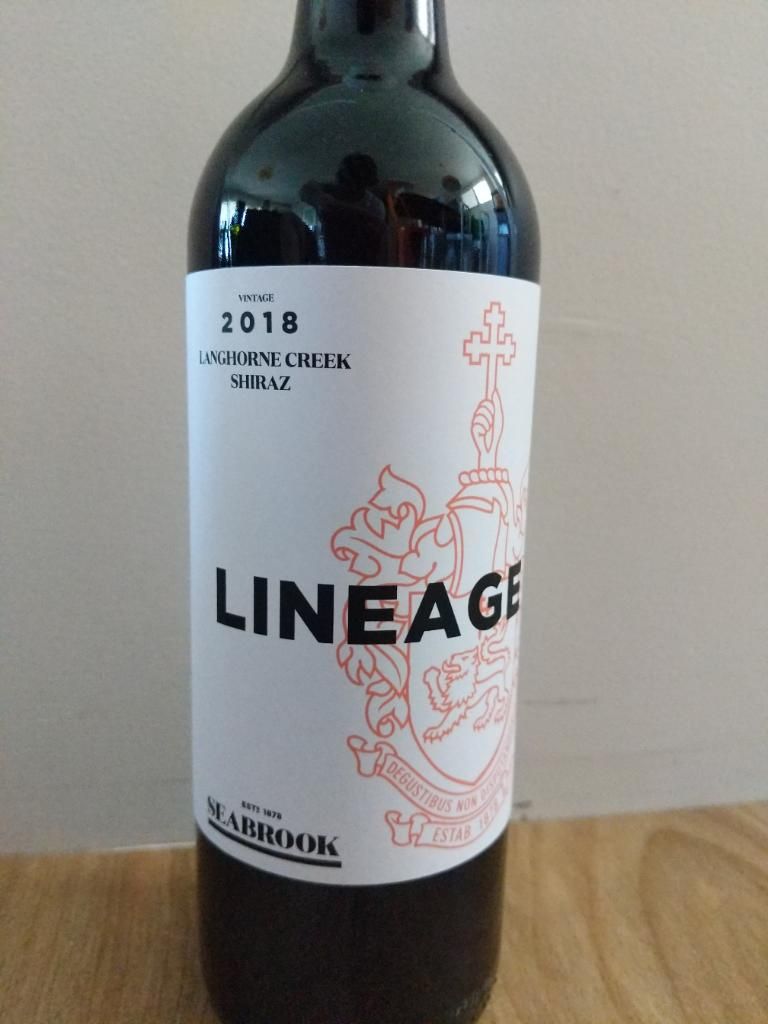 VINTAGE
2018
LANGHORNE CREEK
SHIRAZ
LINEAGE
DEGUSTIBUS NON
ESTAB 1878
ESTD 1878
SEABROOK